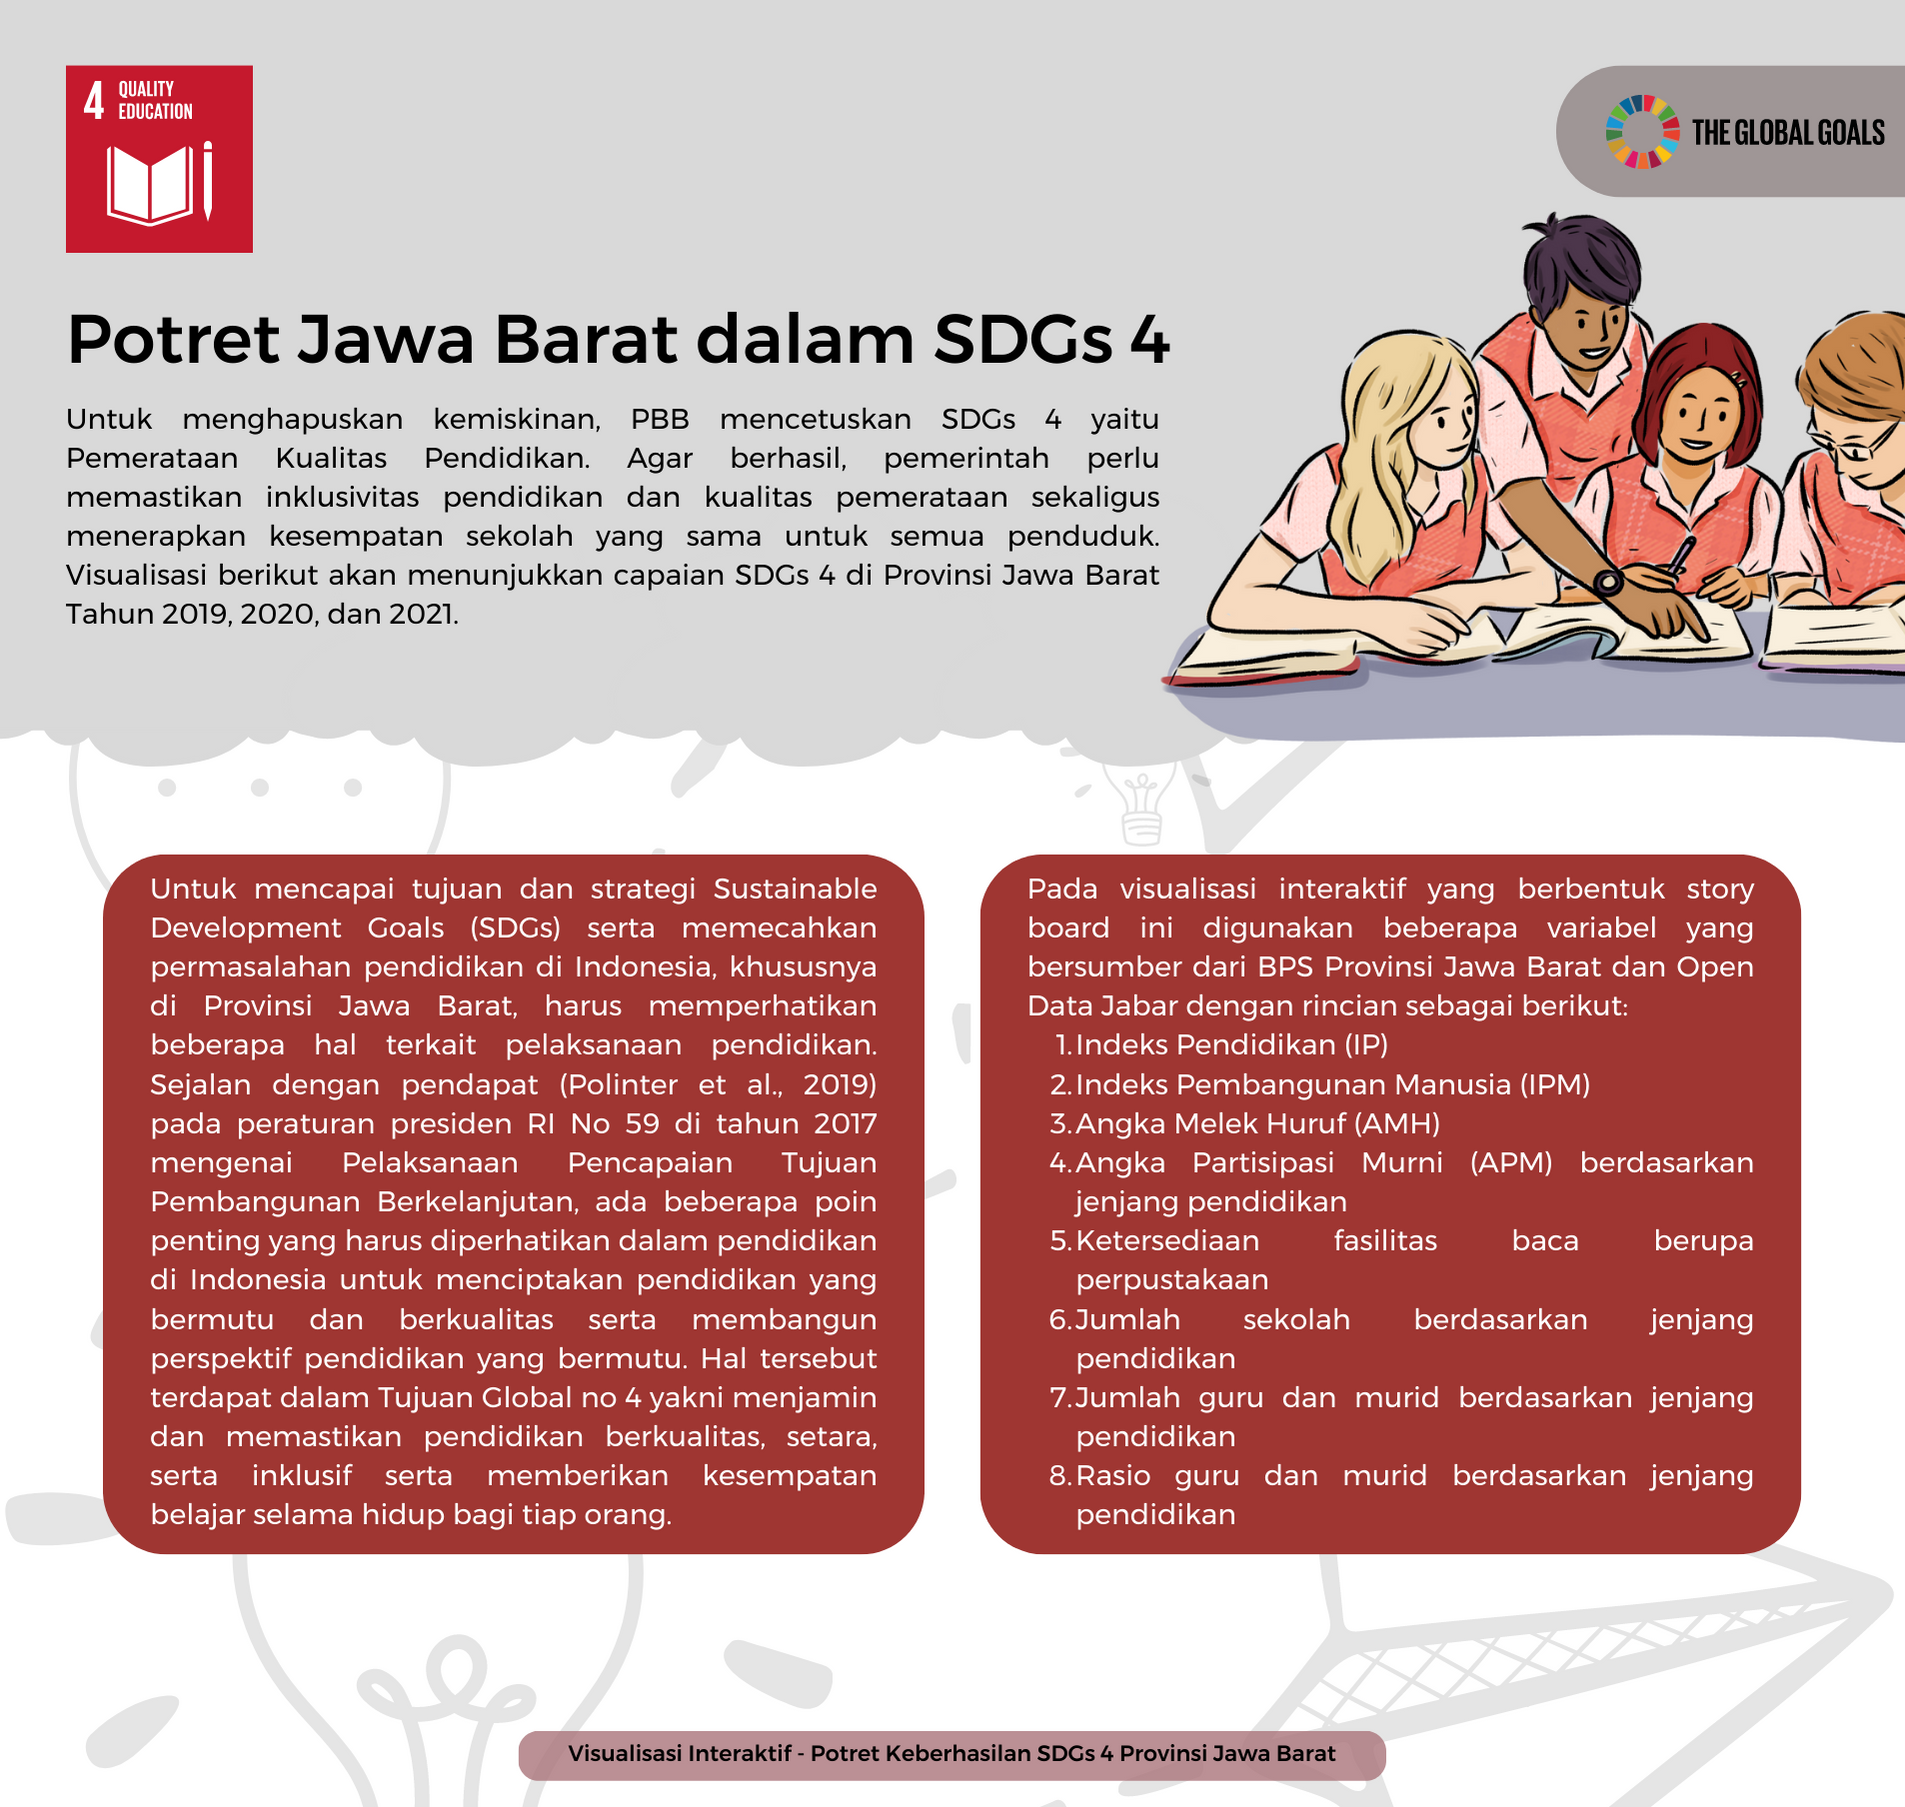 4 QUALITY
EDUCATION
THE GLOBAL GOALS
Potret Jawa Barat dalam SDGs 4
Untuk menghapuskan kemiskinan, PBB mencetuskan SDGs 4 yaitu
Pemerataan Kualitas Pendidikan. Agar berhasil, pemerintah perlu
memastikan inklusivitas pendidikan dan kualitas pemerataan sekaligus
menerapkan kesempatan sekolah yang sama untuk semua penduduk.
Visualisasi berikut akan menunjukkan capaian SDGs 4 di Provinsi Jawa Barat
Tahun 2019, 2020, dan 2021.
Untuk mencapai tujuan dan strategi Sustainable
Development Goals (SDGs) serta memecahkan
permasalahan pendidikan di Indonesia, khususnya
di Provinsi Jawa Barat, harus memperhatikan
beberapa hal terkait pelaksanaan pendidikan.
Sejalan dengan pendapat (Polinter et al., 2019)
pada peraturan presiden RI No 59 di tahun 2017
mengenai Pelaksanaan Pencapaian Tujuan
Pembangunan Berkelanjutan, ada beberapa poin
penting yang harus diperhatikan dalam pendidikan
di Indonesia untuk menciptakan pendidikan yang
bermutu dan berkualitas serta membangun
perspektif pendidikan yang bermutu. Hal tersebut
terdapat dalam Tujuan Global no 4 yakni menjamin
dan memastikan pendidikan berkualitas, setara,
serta inklusif serta memberikan kesempatan
belajar selama hidup bagi tiap orang.
Pada visualisasi interaktif yang berbentuk story
board ini digunakan beberapa variabel yang
bersumber dari BPS Provinsi Jawa Barat dan Open
Data Jabar dengan rincian sebagai berikut:
1. Indeks Pendidikan (IP)
2. Indeks Pembangunan Manusia (IPM)
3. Angka Melek Huruf (AMH)
4. Angka Partisipasi Murni (APM) berdasarkan
jenjang pendidikan
5. Ketersediaan fasilitas baca berupa
perpustakaan
6. Jumlah sekolah berdasarkan jenjang
pendidikan
7. Jumlah guru dan murid berdasarkan jenjang
pendidikan
8. Rasio guru dan murid berdasarkan jenjang
pendidikan
Visualisasi Interaktif - Potret Keberhasilan SDGs 4 Provinsi Jawa Barat